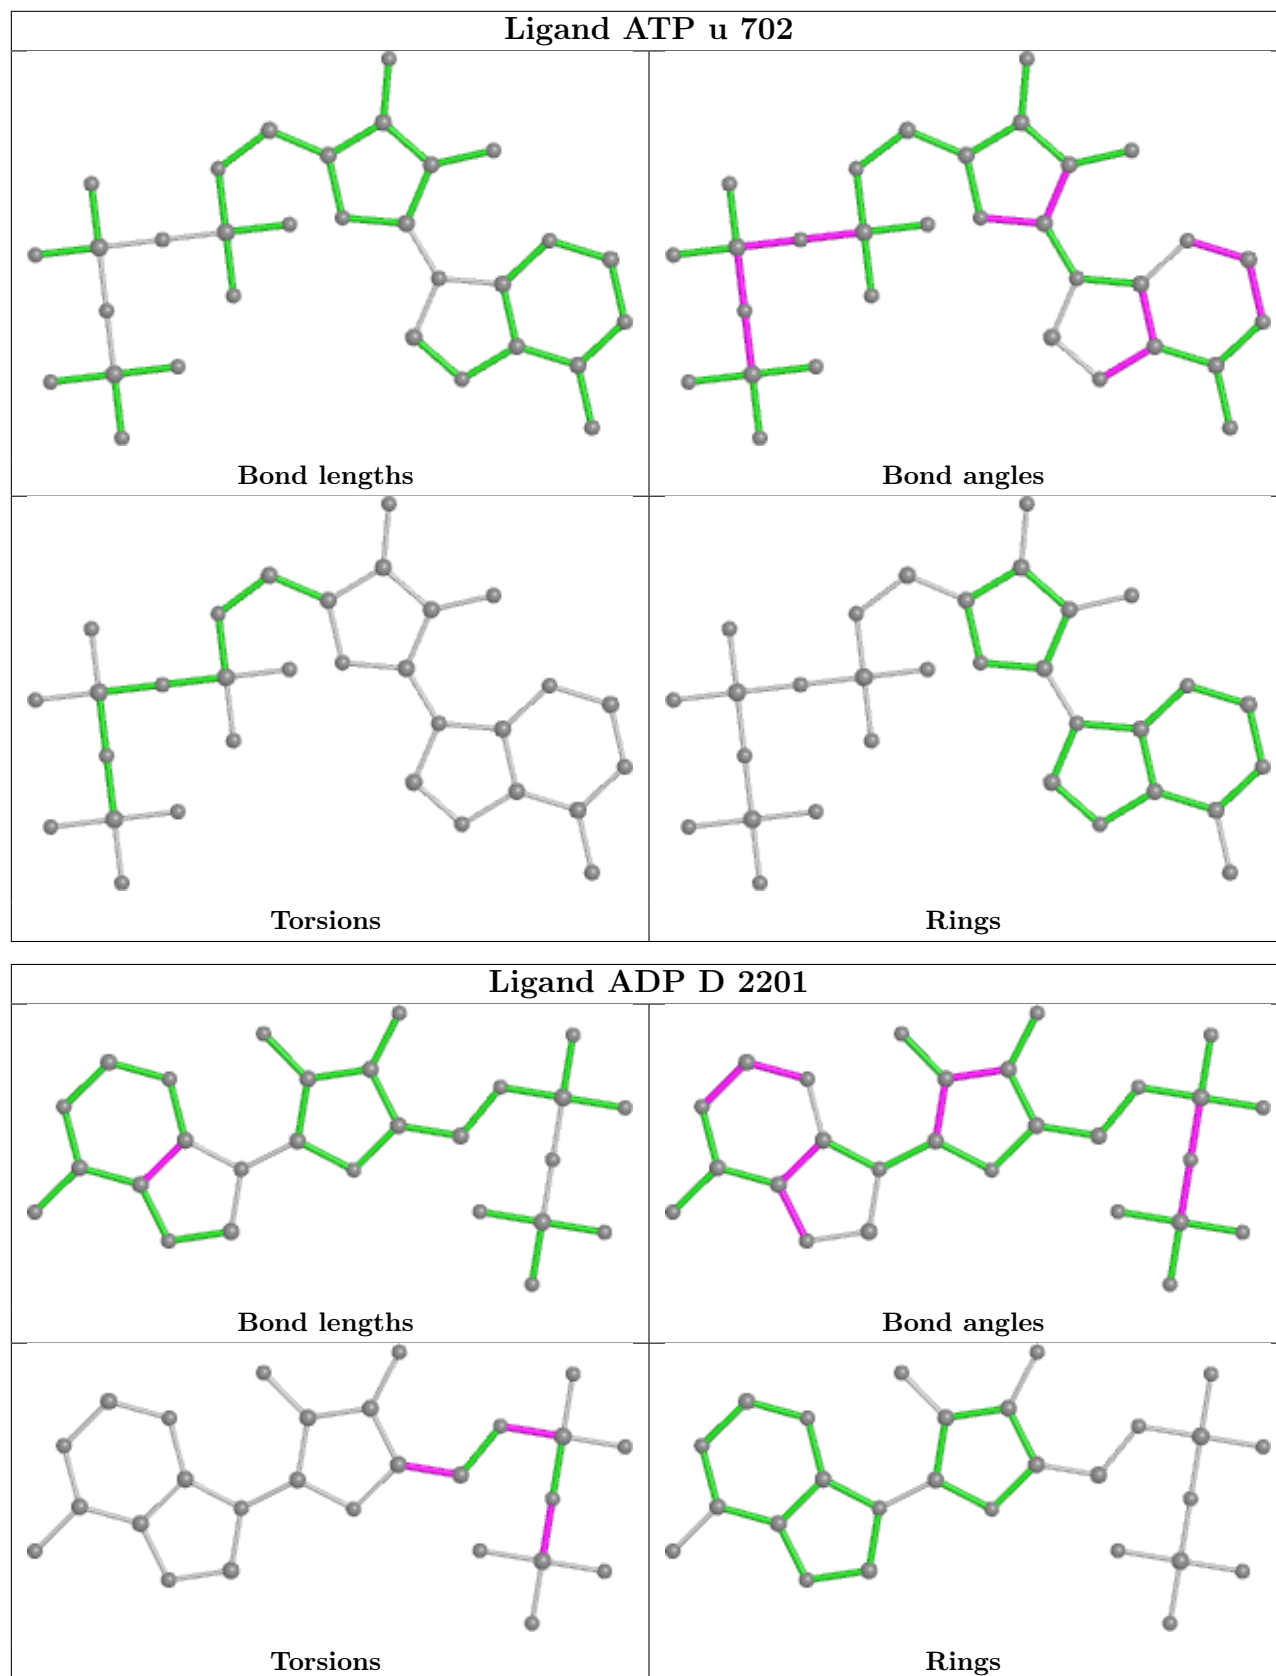 Ligand ATP u 702
Bond lengths
Bond angles
Torsions
Rings
Ligand ADP D 2201
Bond lengths
Bond angles
Torsions
Rings